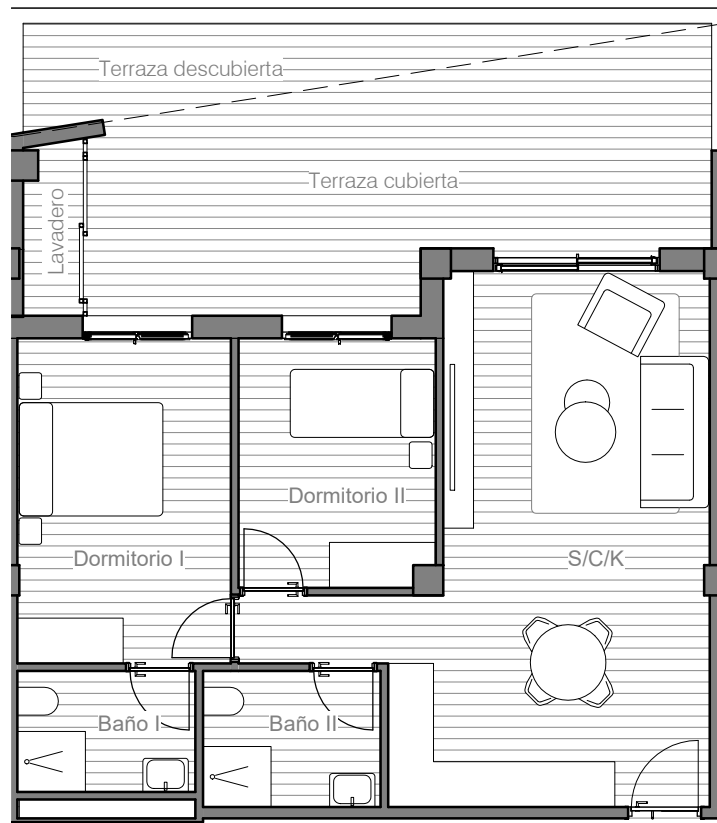 Terraza descubierta
Terraza cubierta
Lavadero
Dormitorio II
Dormitorio I
S/C/K
Baño I
Baño II